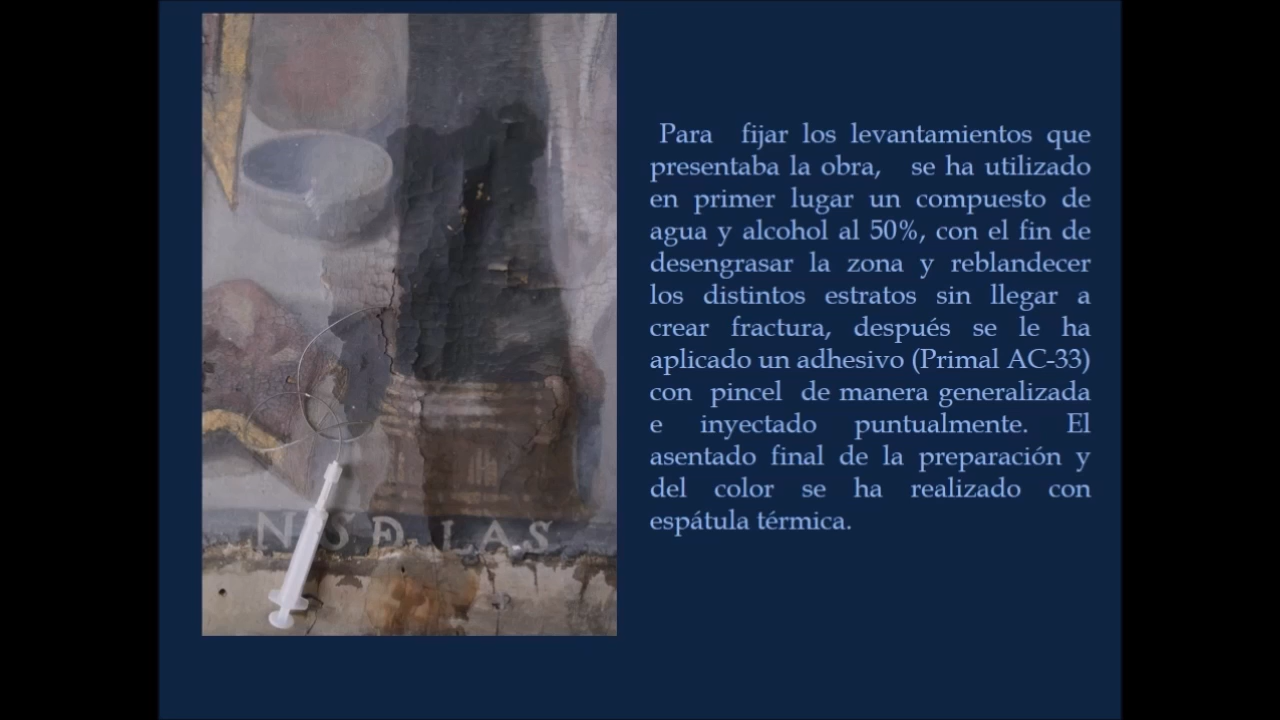 Para fijar los levantamientos que
presentaba la obra, se ha utilizado
en primer lugar un compuesto de
agua y alcohol al 50%, con el fin de
desengrasar la zona y reblandecer
los distintos estratos sin llegar a
crear fractura, después se le ha
aplicado un adhesivo (Primal AC-33)
con pincel de manera generalizada
e inyectado puntualmente. El
asentado final de la preparación y
del color se ha realizado con
espátula térmica.